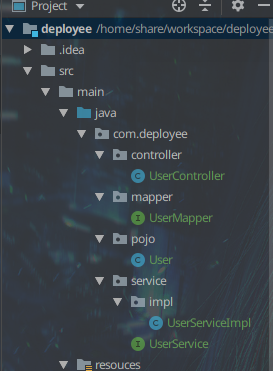 Project
deployee /home/share/workspace/deployee
.idea
src
main
java
com.deployee
controller
UserController
mapper
UserMapper
pojo
User
service
impl
UserServiceImpl
UserService
resouces